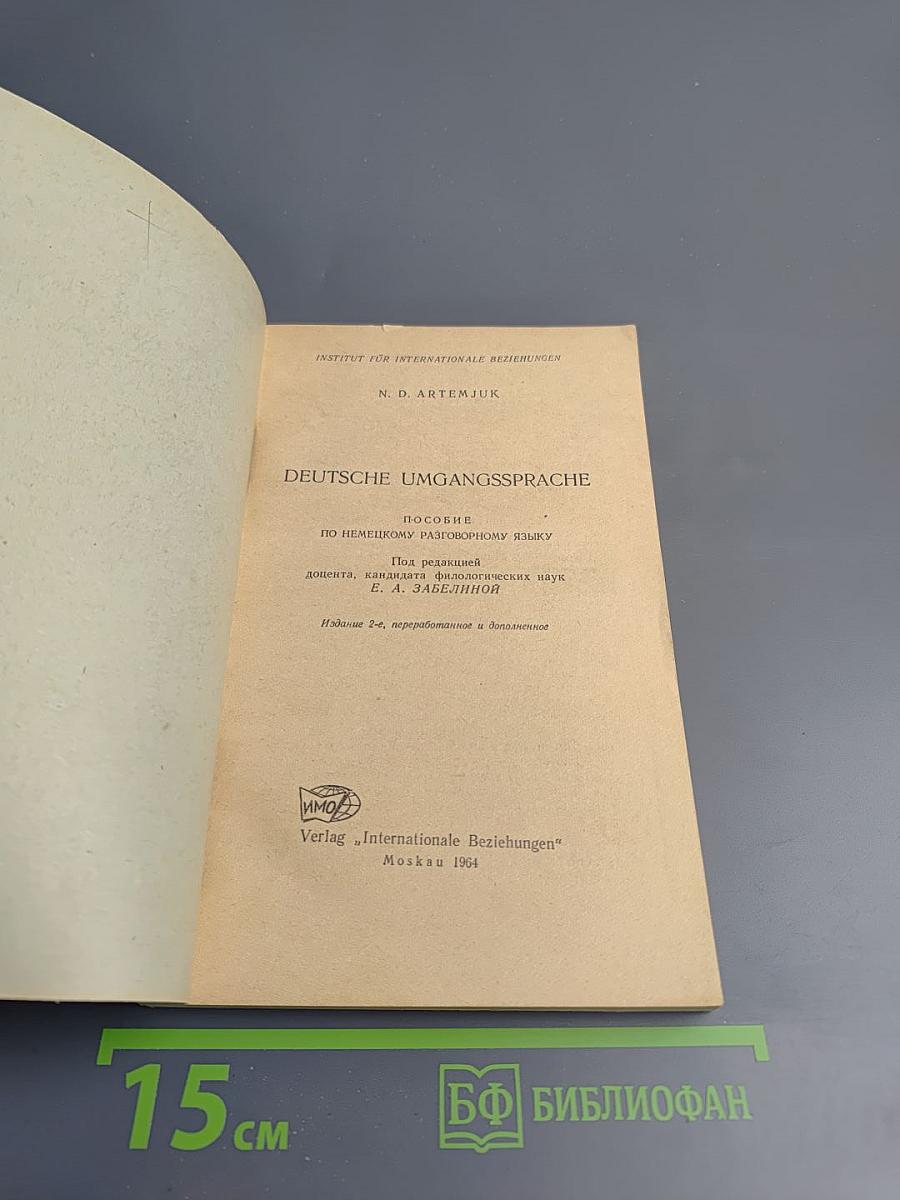 INSTITUT FÜR INTERNATIONALE BEZIEHUNGEN
N. D. ARTEMJUK
DEUTSCHE UMGANGSSPRACHE
ПОСОБИЕ
ПО НЕМЕЦКОМУ РАЗГОВОРНОМУ ЯЗЫКУ
Под редакцией
доцента, кандидата филологических наук
Е. А. ЗАБЕЛИНОЙ
Издание 2-е, переработанное и дополненное
ИМО
Verlag „Internationale Beziehungen“
Moskau 1964
15 см
БФ БИБЛИОФАН